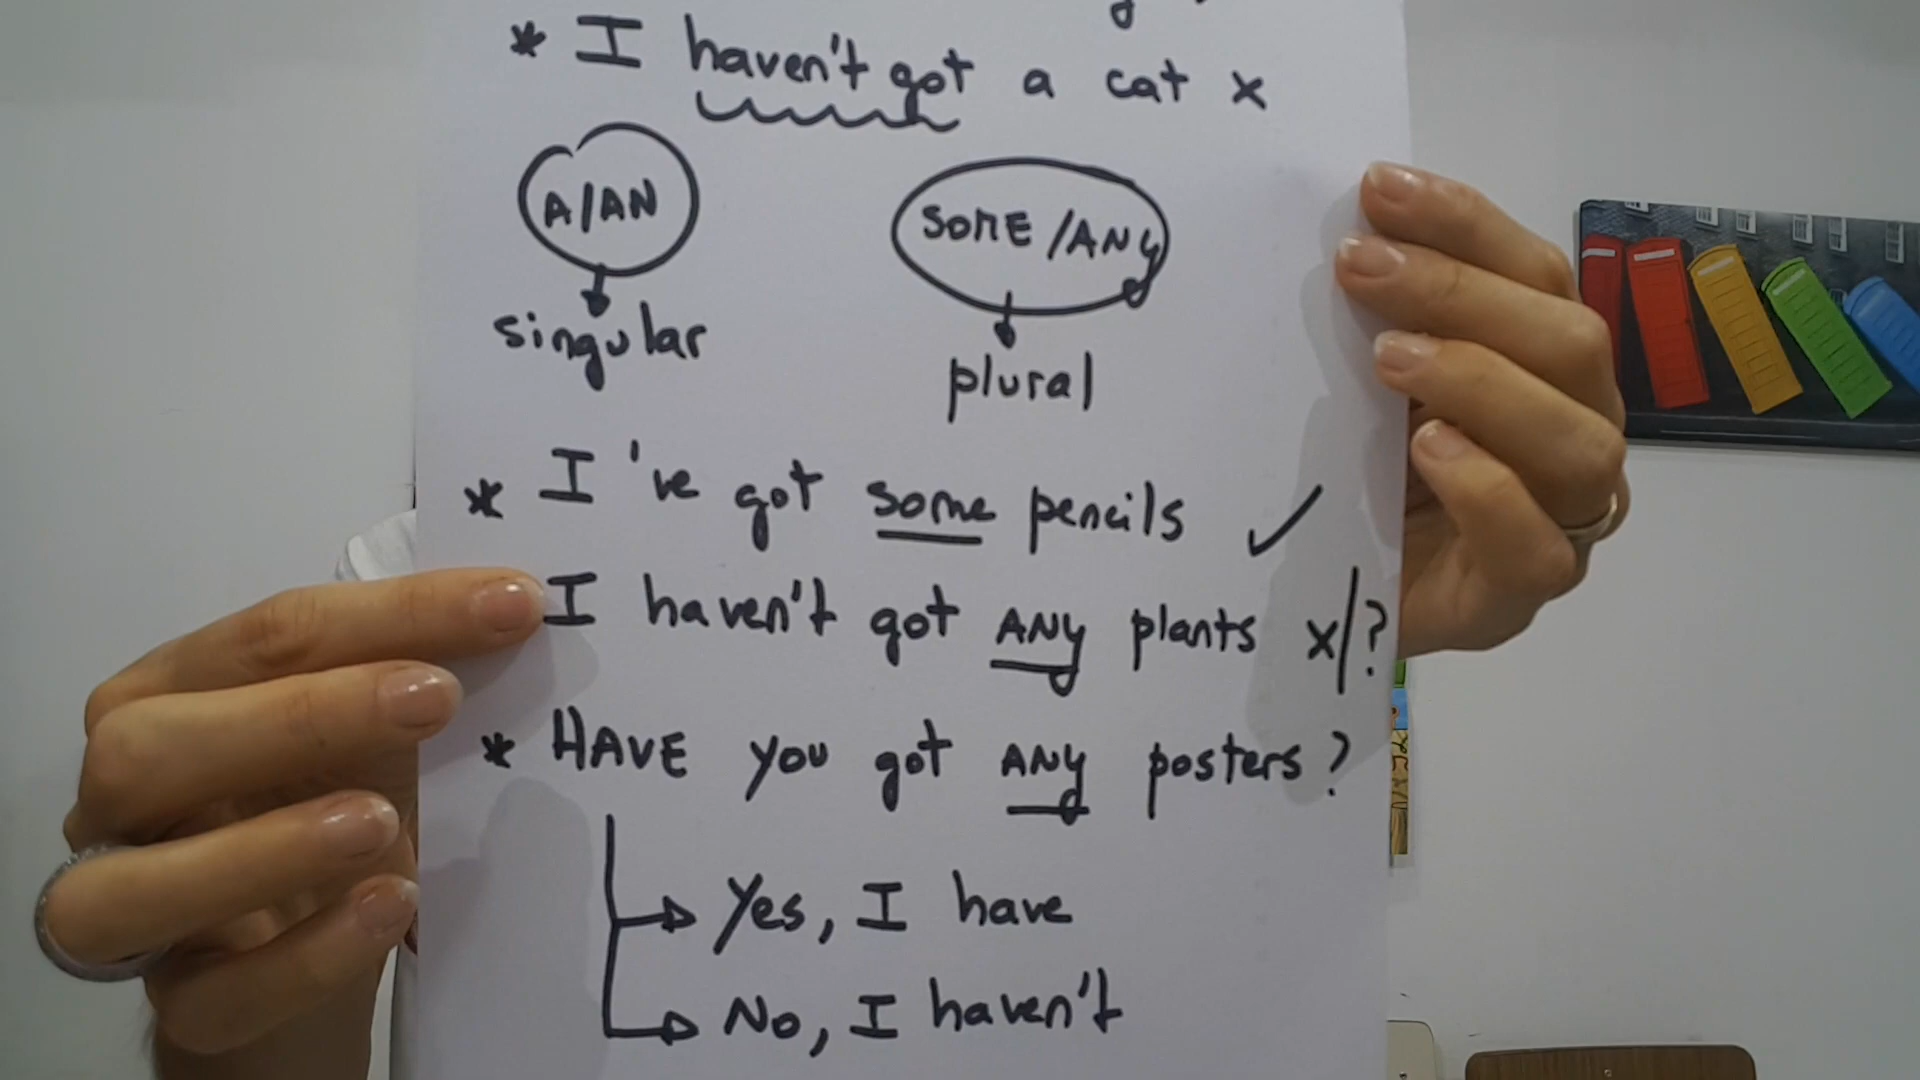 * I haven't got a cat x
A/AN SOME/ANY
singular plural
* I've got some pencils ✓
I haven't got ANY plants x/?
* HAVE you got ANY posters?
Yes, I have
No, I haven't